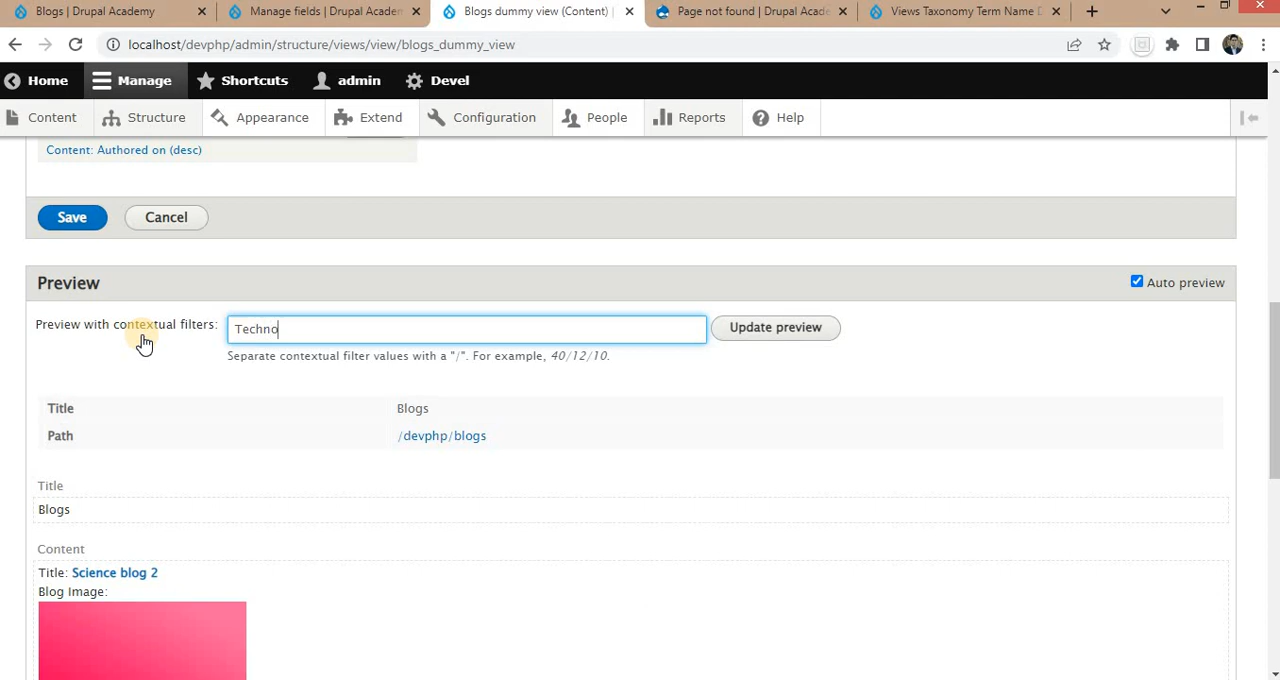 Blogs | Drupal Academy
Manage fields | Drupal Acaden
Blogs dummy view (Content) |
Page not found | Drupal Acade
Views Taxonomy Term Name D
localhost/devphp/admin/structure/views/view/blogs_dummy_view
Home Manage Shortcuts admin Devel
Content Structure Appearance Extend Configuration People Reports Help
Content: Authored on (desc)
Save Cancel
Preview
Auto preview
Preview with contextual filters: Techno Update preview
Separate contextual filter values with a "/". For example, 40/12/10.
Title Blogs
Path /devphp/blogs
Title
Blogs
Content
Title: Science blog 2
Blog Image: